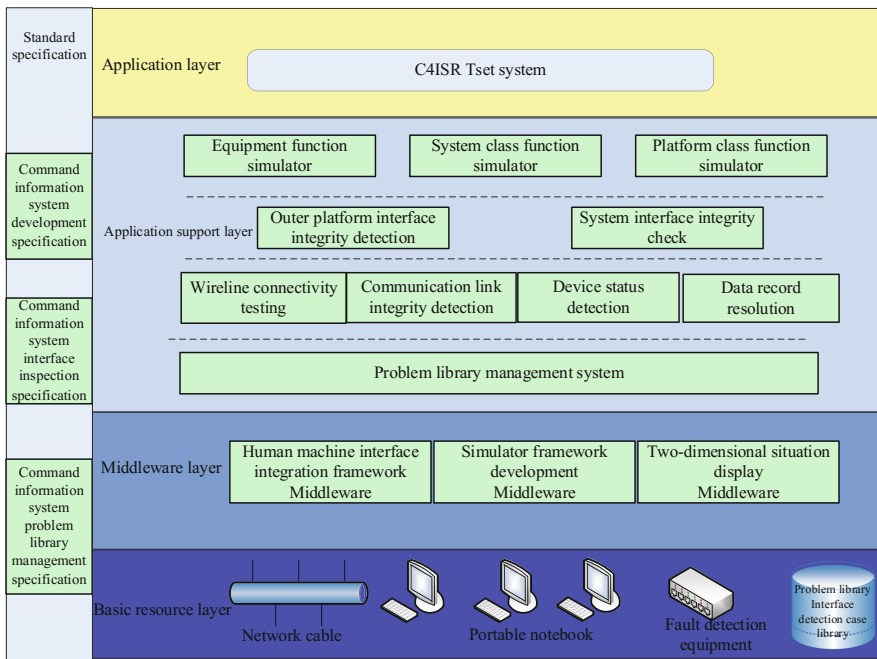 Standard
specification
Command
information
system
development
specification
Command
information
system
interface
inspection
specification
Command
information
system
problem
library
management
specification
Application layer
C4ISR Tset system
Equipment function
simulator
System class function
simulator
Platform class function
simulator
Application support layer
Outer platform interface
integrity detection
System interface integrity
check
Wireline connectivity
testing
Communication link
integrity detection
Device status
detection
Data record
resolution
Problem library management system
Middleware layer
Human machine interface
integration framework
Middleware
Simulator framework
development
Middleware
Two-dimensional situation
display
Middleware
Basic resource layer
Network cable
Portable notebook
Fault detection
equipment
Problem library
Interface
detection case
library